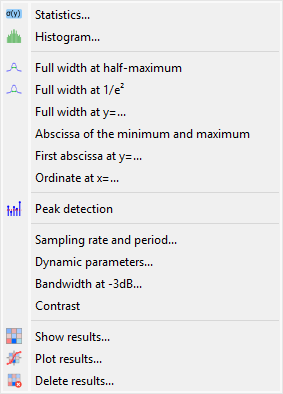 σ(y) Statistics...
Histogram...
Full width at half-maximum
Full width at 1/e²
Full width at y=...
Abscissa of the minimum and maximum
First abscissa at y=...
Ordinate at x=...
Peak detection
Sampling rate and period...
Dynamic parameters...
Bandwidth at -3dB...
Contrast
Show results...
Plot results...
Delete results...